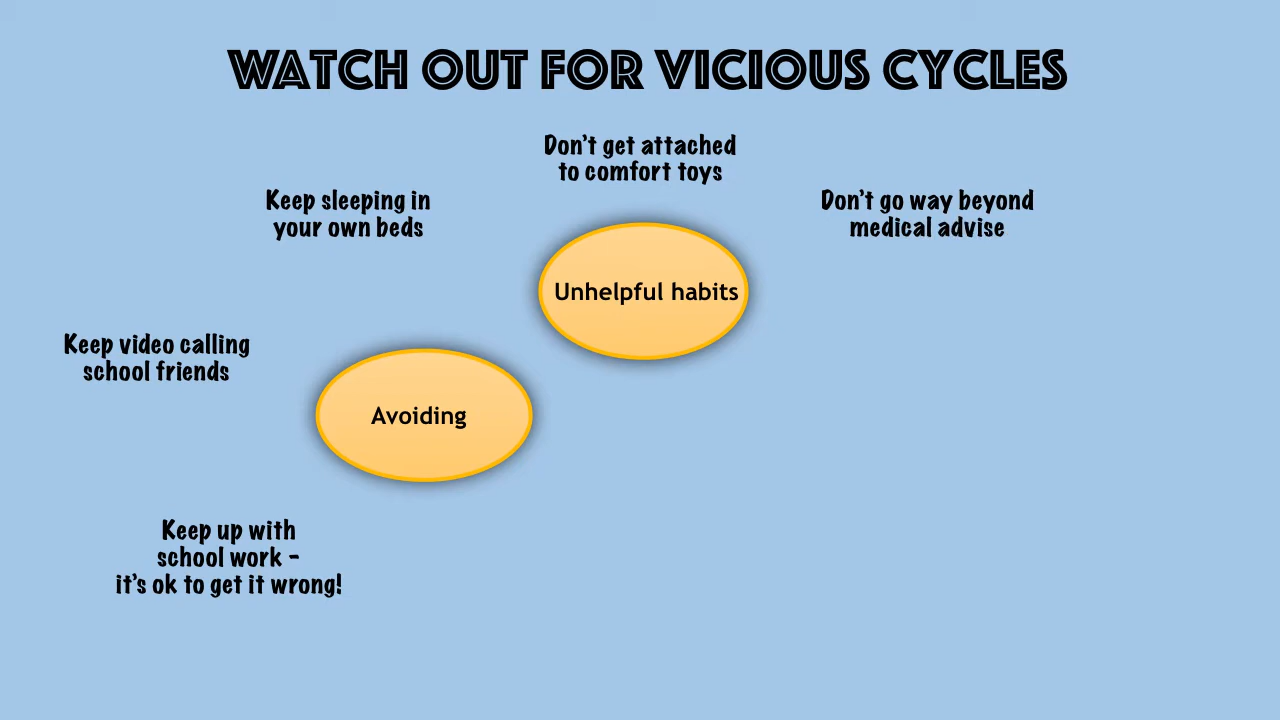 WATCH OUT FOR VICIOUS CYCLES
Don't get attached
to comfort toys
Keep sleeping in
your own beds
Don't go way beyond
medical advise
Unhelpful habits
Keep video calling
school friends
Avoiding
Keep up with
school work -
it's ok to get it wrong!